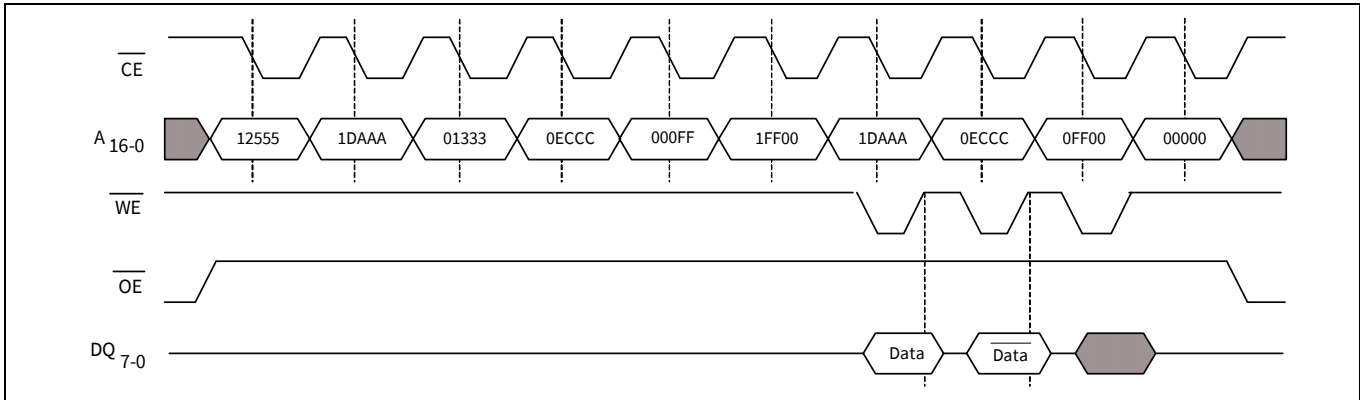 CE
A 16-0 12555 1DAAA 01333 0ECCC 000FF 1FF00 1DAAA 0ECCC 0FF00 00000
WE
OE
DQ 7-0 Data Data